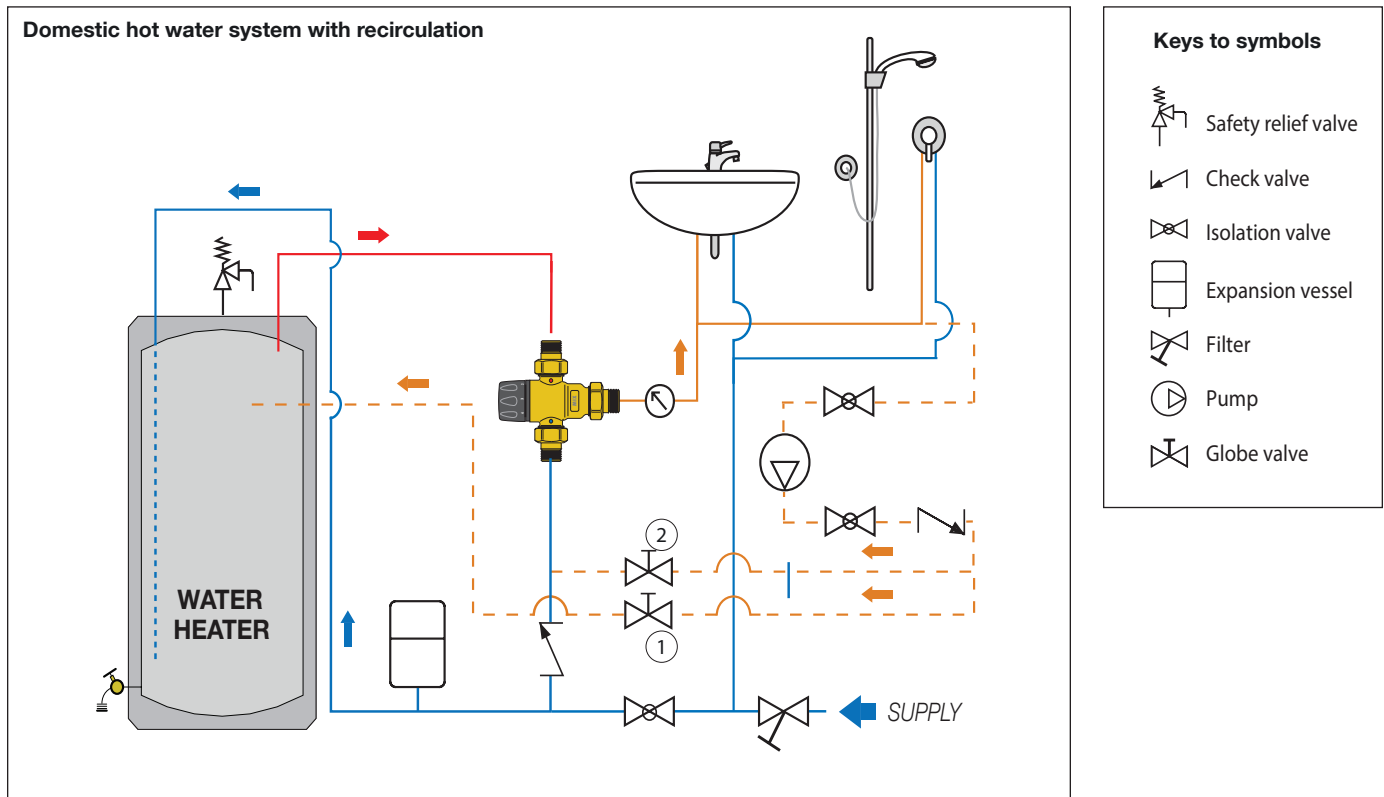 Domestic hot water system with recirculation
WATER
HEATER
2
1
SUPPLY
Keys to symbols
Safety relief valve
Check valve
Isolation valve
Expansion vessel
Filter
Pump
Globe valve